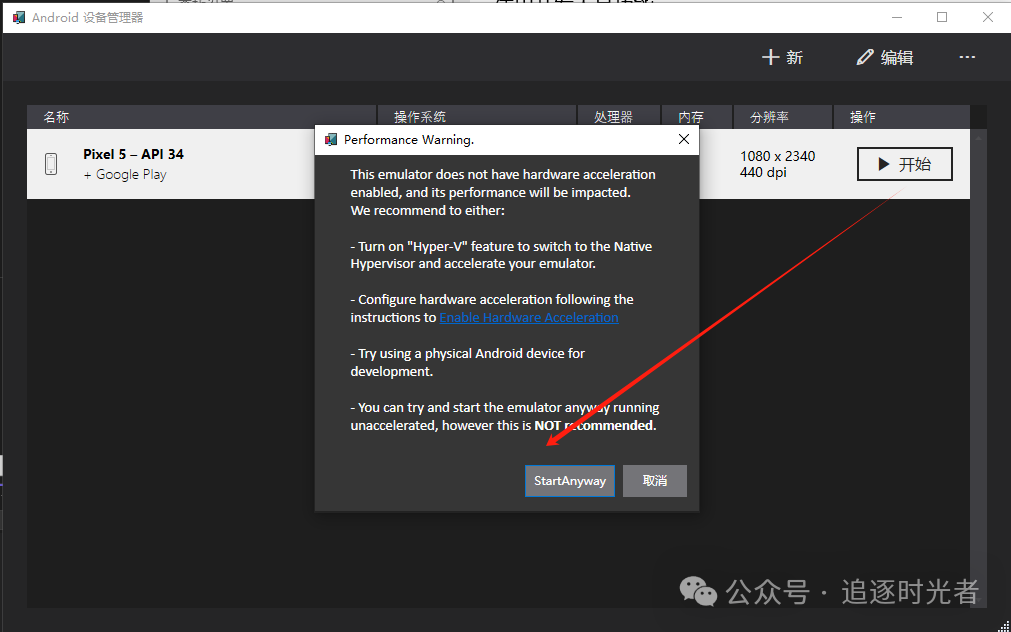 Android 设备管理器
新
编辑
名称
操作系统
处理器
内存
分辨率
操作
Pixel 5 – API 34
+ Google Play
1080 x 2340
440 dpi
开始
Performance Warning.
This emulator does not have hardware acceleration
enabled, and its performance will be impacted.
We recommend to either:
- Turn on "Hyper-V" feature to switch to the Native
Hypervisor and accelerate your emulator.
- Configure hardware acceleration following the
instructions to Enable Hardware Acceleration
- Try using a physical Android device for
development.
- You can try and start the emulator anyway running
unaccelerated, however this is NOT recommended.
StartAnyway
取消
公众号 · 追逐时光者